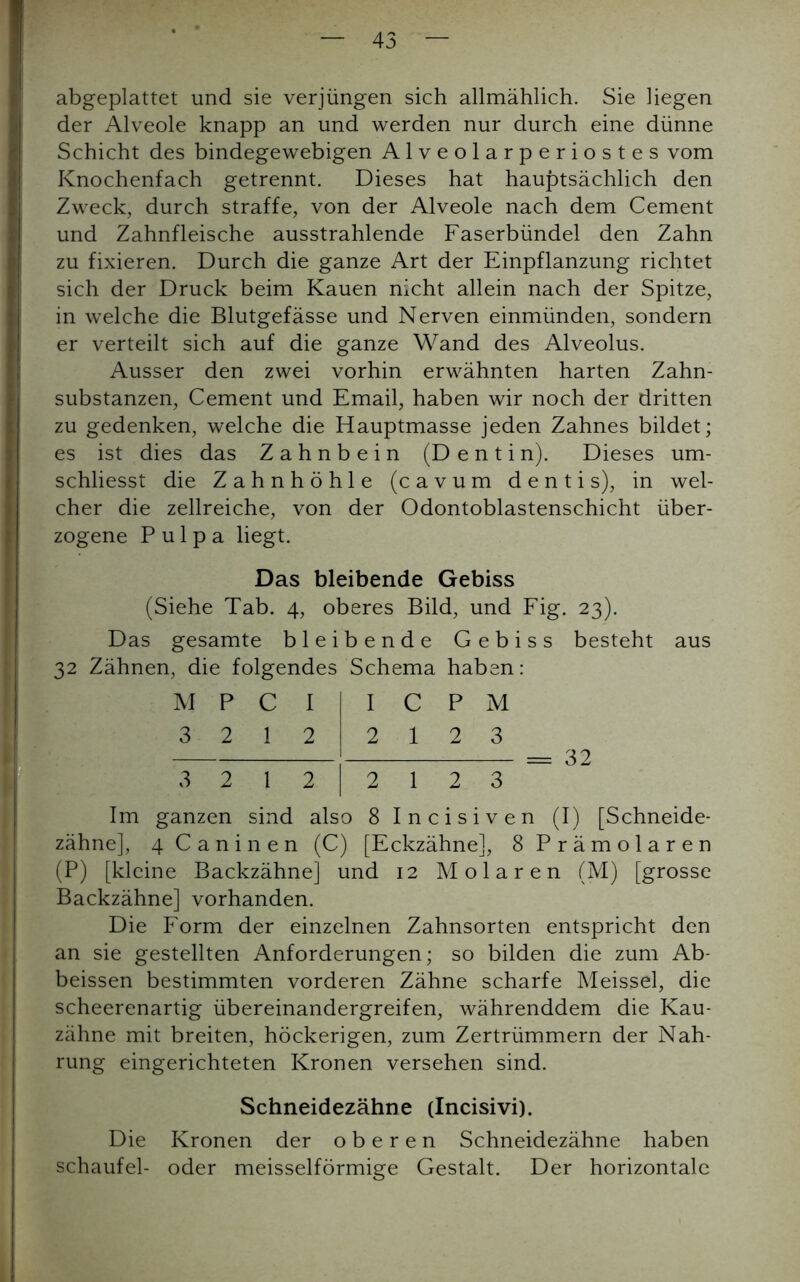 — 43 —
abgeplattet und sie verjüngen sich allmählich. Sie liegen
der Alveole knapp an und werden nur durch eine dünne
Schicht des bindegewebigen Alveolarperiostes vom
Knochenfach getrennt. Dieses hat hauptsächlich den
Zweck, durch straffe, von der Alveole nach dem Cement
und Zahnfleische ausstrahlende Faserbündel den Zahn
zu fixieren. Durch die ganze Art der Einpflanzung richtet
sich der Druck beim Kauen nicht allein nach der Spitze,
in welche die Blutgefässe und Nerven einmünden, sondern
er verteilt sich auf die ganze Wand des Alveolus.
Ausser den zwei vorhin erwähnten harten Zahn-
substanzen, Cement und Email, haben wir noch der dritten
zu gedenken, welche die Hauptmasse jeden Zahnes bildet;
es ist dies das Zahnbein (Dentin). Dieses um-
schliesst die Zahnhöhle (cavum dentis), in wel-
cher die zellreiche, von der Odontoblastenschicht über-
zogene Pulpa liegt.
Das bleibende Gebiss
(Siehe Tab. 4, oberes Bild, und Fig. 23).
Das gesamte bleibende Gebiss besteht aus
32 Zähnen, die folgendes Schema haben:
M P C I | I C P M
3 2 1 2 | 2 1 2 3
= 32
3 2 1 2 | 2 1 2 3
Im ganzen sind also 8 Incisiven (I) [Schneide-
zähne], 4 Caninen (C) [Eckzähne], 8 Prämolaren
(P) [kleine Backzähne] und 12 Molaren (M) [grosse
Backzähne] vorhanden.
Die Form der einzelnen Zahnsorten entspricht den
an sie gestellten Anforderungen; so bilden die zum Ab-
beissen bestimmten vorderen Zähne scharfe Meissel, die
scheerenartig übereinandergreifen, währenddem die Kau-
zähne mit breiten, höckerigen, zum Zertrümmern der Nah-
rung eingerichteten Kronen versehen sind.
Schneidezähne (Incisivi).
Die Kronen der oberen Schneidezähne haben
schaufel- oder meisselförmige Gestalt. Der horizontale